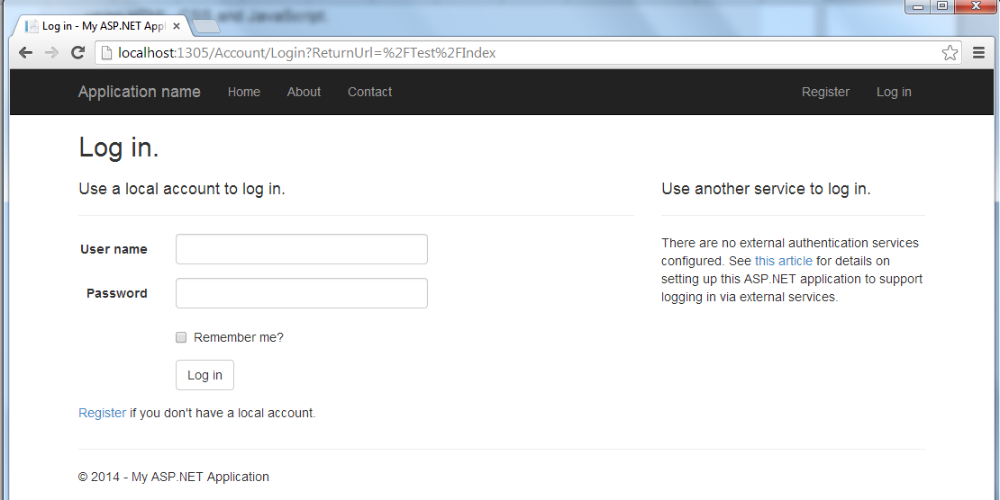 and JavaScript.
Log in - My ASP.NET Appl
localhost:1305/Account/Login?ReturnUrl=%2FTest%2FIndex
Application name Home About Contact Register Log in
Log in.
Use a local account to log in.
User name
Password
Remember me?
Log in
Register if you don't have a local account.
Use another service to log in.
There are no external authentication services
configured. See this article for details on
setting up this ASP.NET application to support
logging in via external services.
© 2014 - My ASP.NET Application